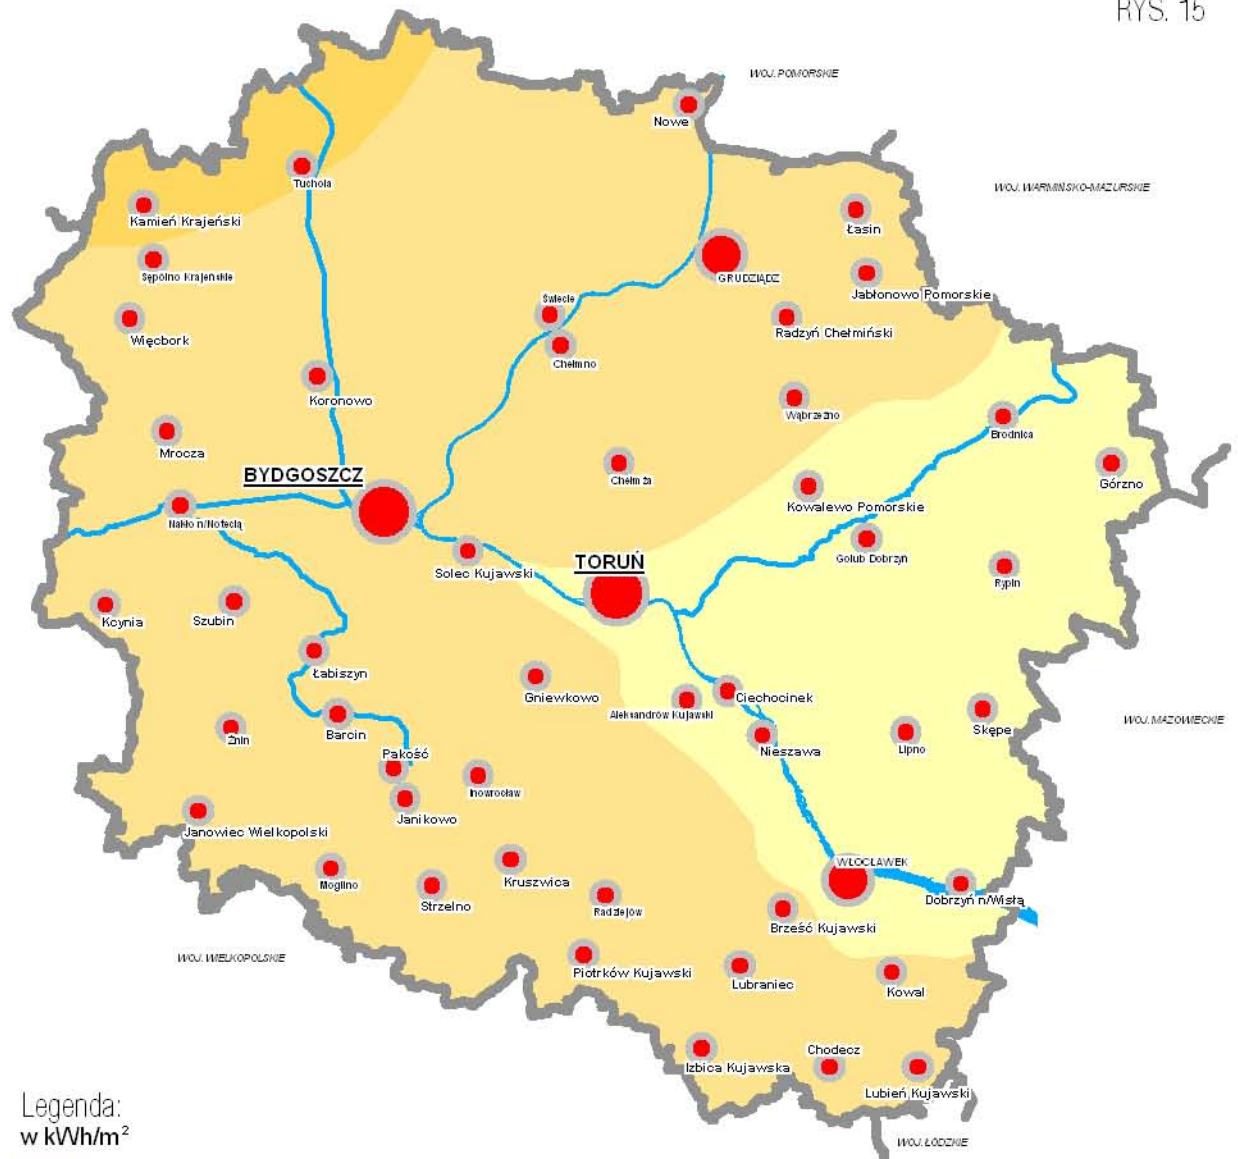 RYS. 15
WOJ. POMORSKIE
Nowe
WOJ. WARMIŃSKO-MAZURSKIE
Tuchola
Kamień Krajeński
Łasin
Sępólno Krajeńskie
GRUDZIĄDZ
Jabłonowo Pomorskie
Świecie
Radzyń Chełmiński
Więcbork
Chełmno
Koronowo
Wąbrzeźno
Brodnica
Mrocza
BYDGOSZCZ
Chełmża
Górzno
Kowalewo Pomorskie
Nakło n/Notecią
Golub Dobrzyń
TORUŃ
Solec Kujawski
Rypin
Kcynia
Szubin
Łabiszyn
Gniewkowo
Ciechocinek
Aleksandrów Kujawski
WOJ. MAZOWIECKIE
Skępe
Żnin
Barcin
Nieszawa
Lipno
Pakość
Inowrocław
Janikowo
Janowiec Wielkopolski
WŁOCŁAWEK
Mogilno
Kruszwica
Strzelno
Radziejów
Dobrzyń n/Wisłą
Brześć Kujawski
WOJ. WIELKOPOLSKIE
Piotrków Kujawski
Lubraniec
Kowal
Chodecz
Izbica Kujawska
Lubień Kujawski
Legenda:
w kWh/m²
WOJ. ŁÓDZKIE